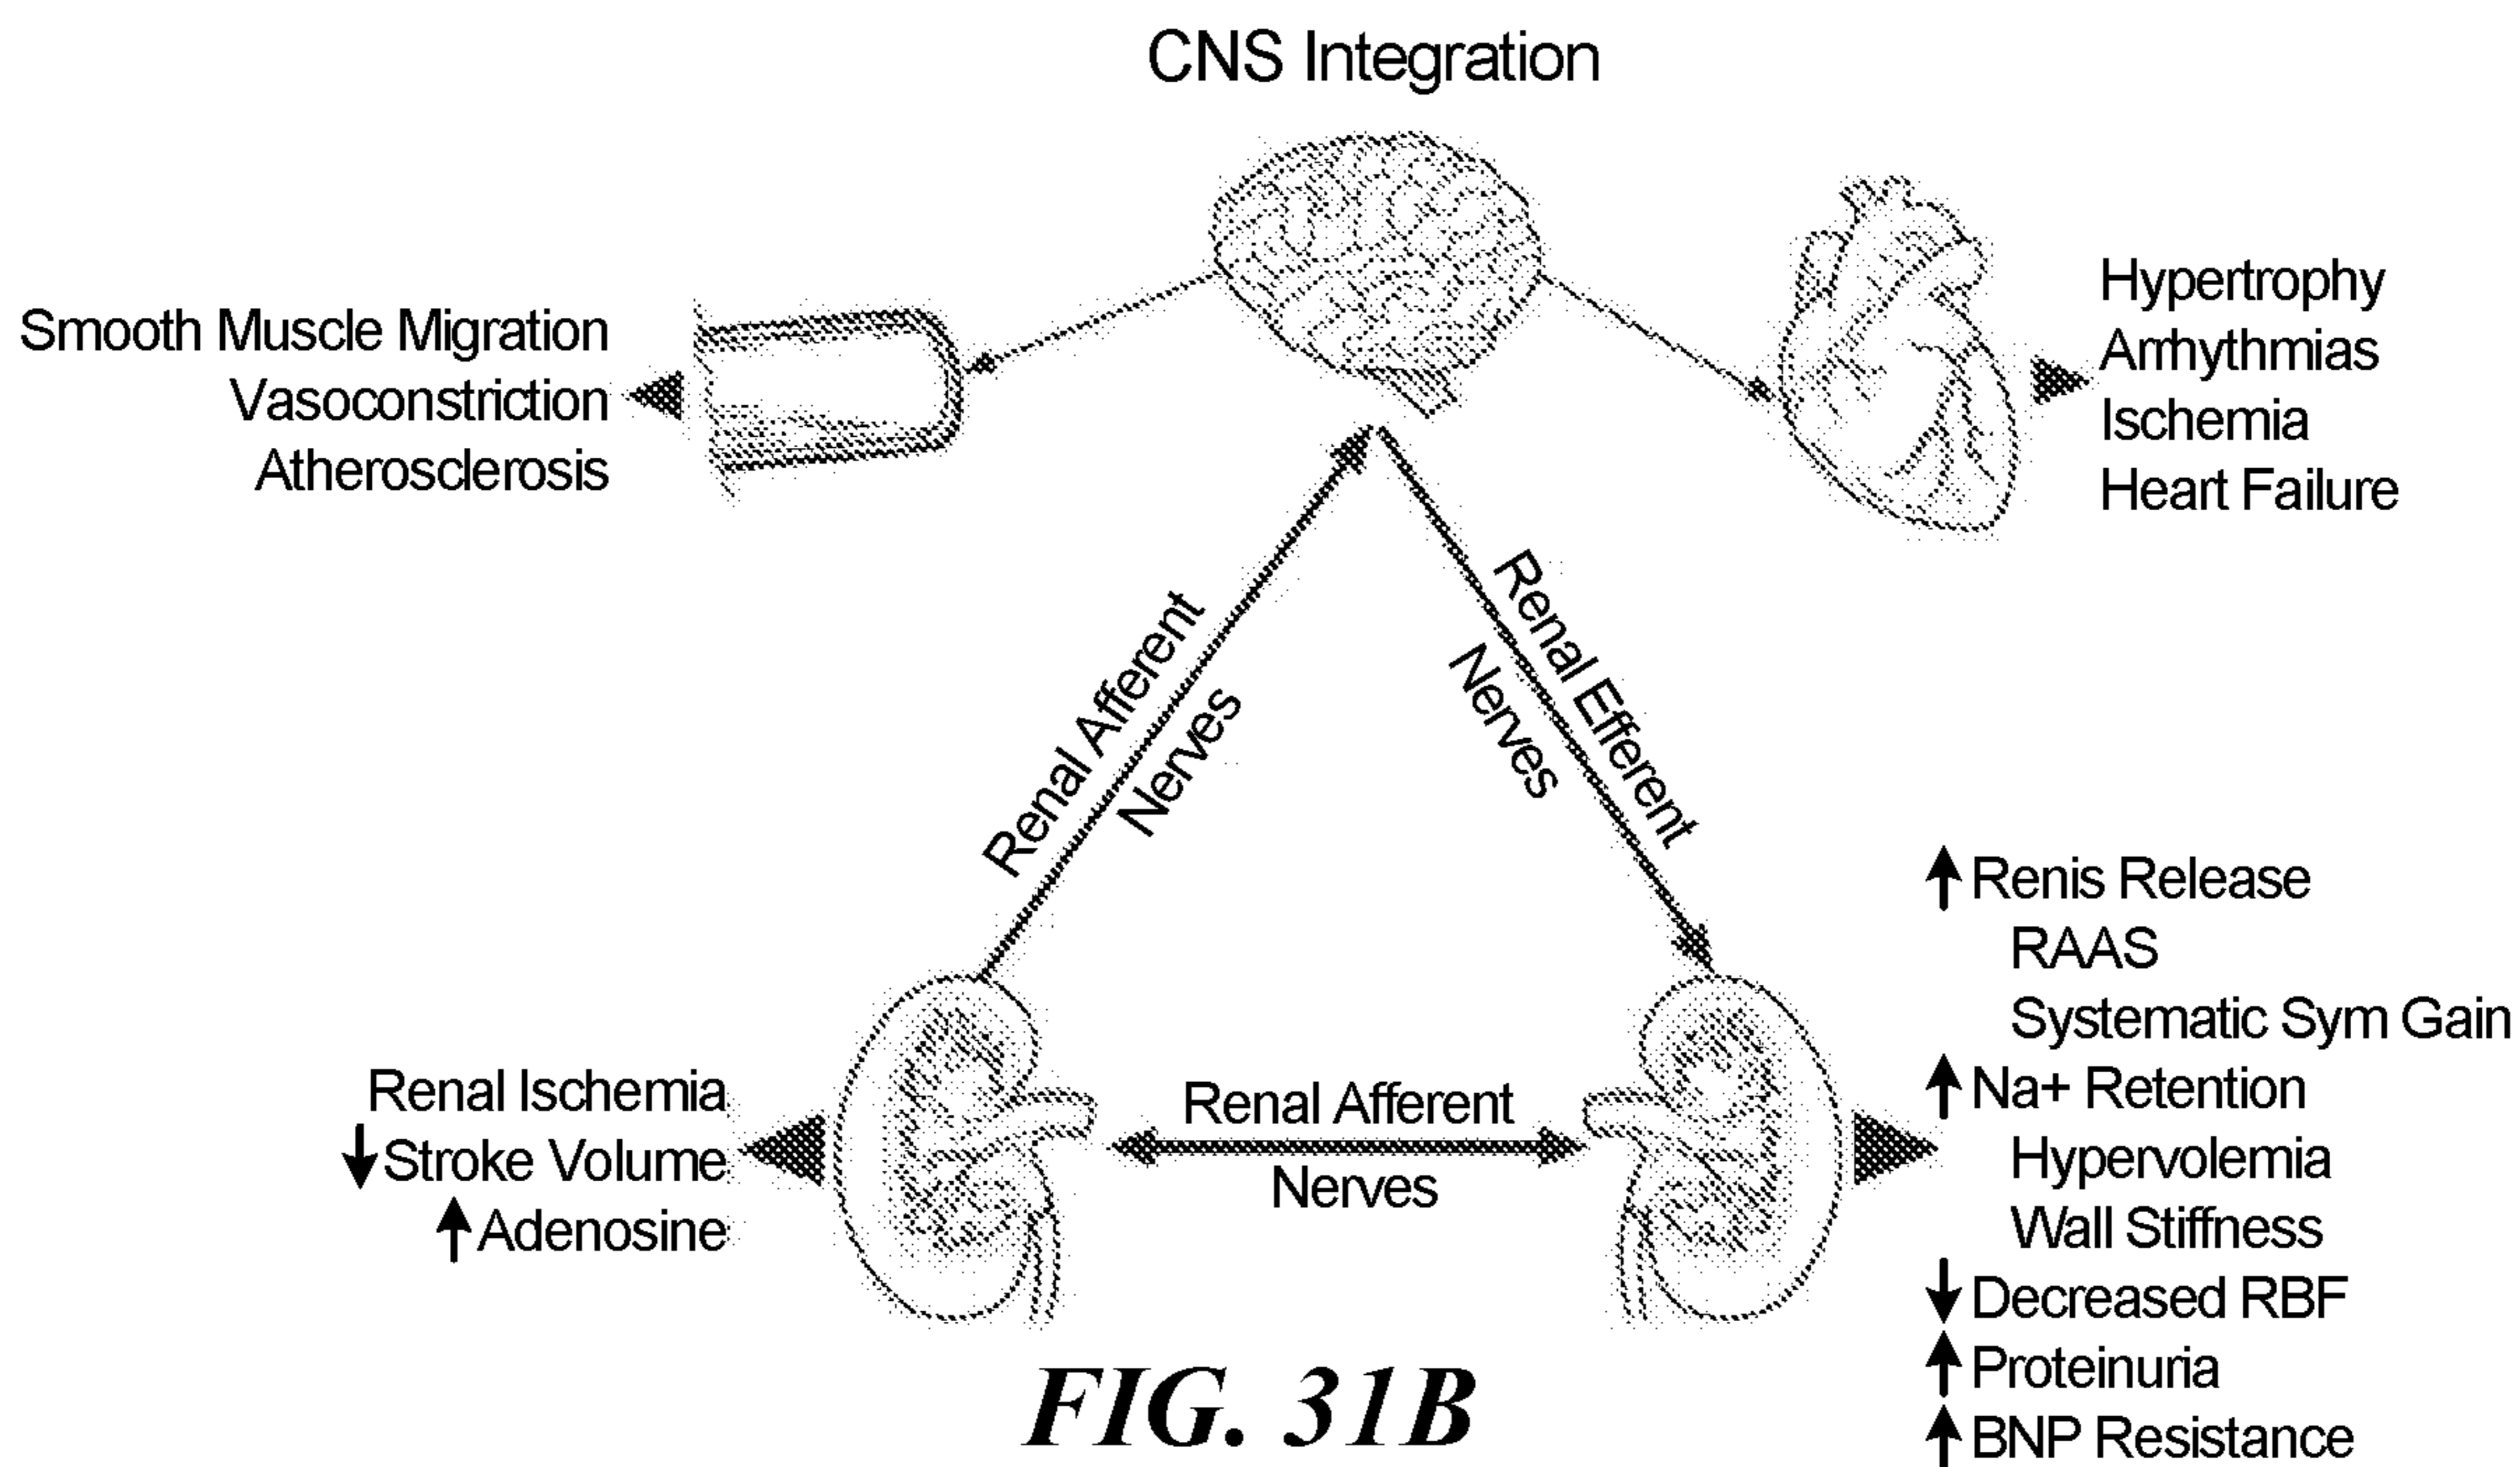 CNS Integration
Smooth Muscle Migration
Vasoconstriction
Atherosclerosis
Hypertrophy
Arrhythmias
Ischemia
Heart Failure
Renal Afferent
Nerves
Renal Efferent
Nerves
Renal Ischemia
↓Stroke Volume
↑Adenosine
Renal Afferent
Nerves
↑Renis Release
RAAS
Systematic Sym Gain
↑Na+ Retention
Hypervolemia
Wall Stiffness
↓Decreased RBF
↑Proteinuria
↑BNP Resistance
FIG. 31B